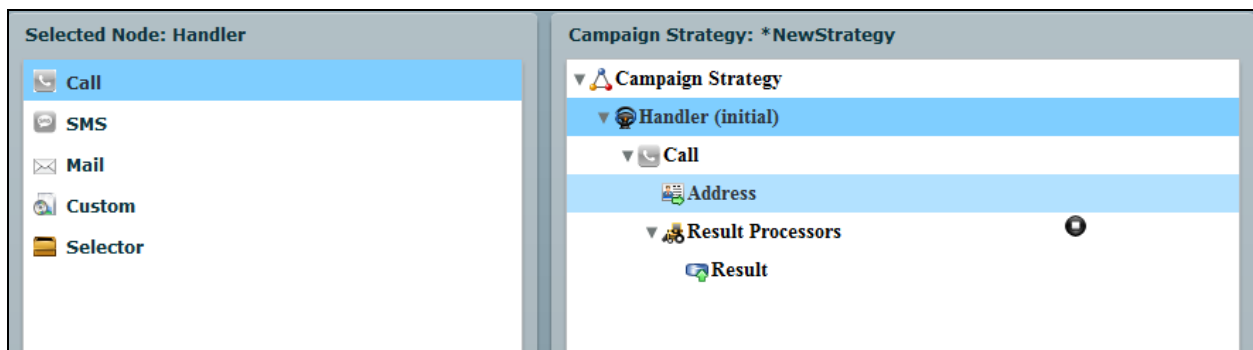 Selected Node: Handler
Call
SMS
Mail
Custom
Selector
Campaign Strategy: *NewStrategy
Campaign Strategy
Handler (initial)
Call
Address
Result Processors
Result